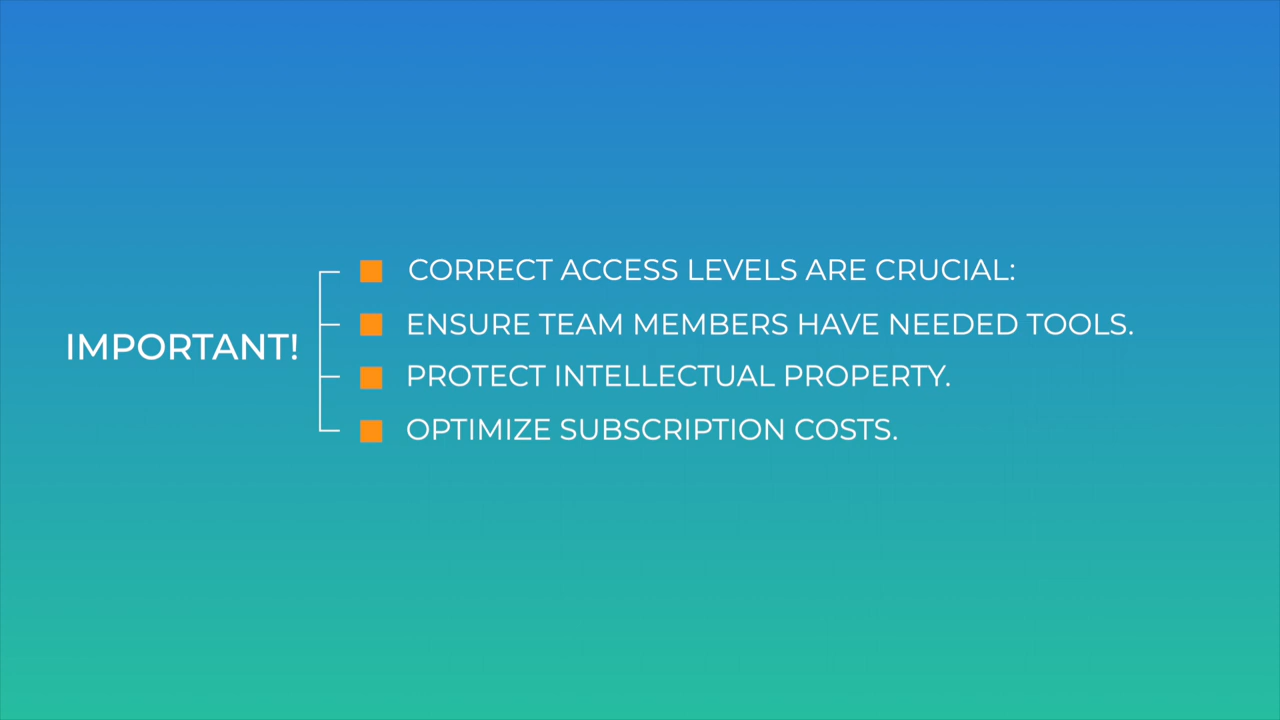 IMPORTANT!
CORRECT ACCESS LEVELS ARE CRUCIAL:
ENSURE TEAM MEMBERS HAVE NEEDED TOOLS.
PROTECT INTELLECTUAL PROPERTY.
OPTIMIZE SUBSCRIPTION COSTS.